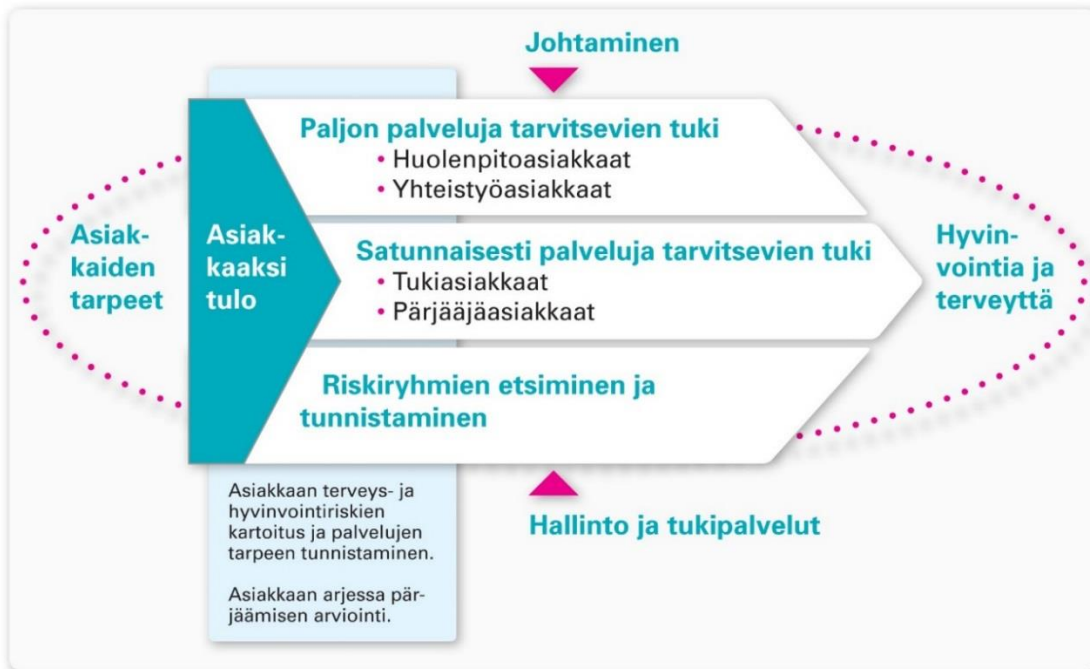 Johtaminen
Paljon palveluja tarvitsevien tuki
• Huolenpitoasiakkaat
• Yhteistyöasiakkaat
Asiak-
kaiden
tarpeet
Asiak-
kaaksi
tulo
Satunnaisesti palveluja tarvitsevien tuki
• Tukiasiakkaat
• Pärjääjäasiakkaat
Hyvin-
vointia ja
terveyttä
Riskiryhmien etsiminen ja
tunnistaminen
Asiakkaan terveys- ja
hyvinvointiriskien
kartoitus ja palvelujen
tarpeen tunnistaminen.
Asiakkaan arjessa pär-
jäämisen arviointi.
Hallinto ja tukipalvelut